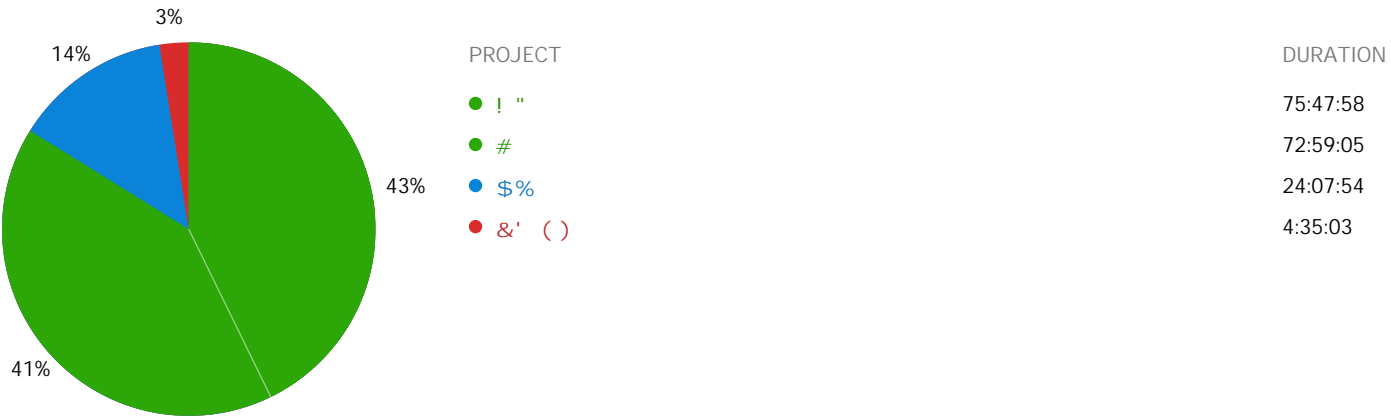 3%
14%
43%
41%
PROJECT DURATION
! " 75:47:58
# 72:59:05
$% 24:07:54
&' () 4:35:03